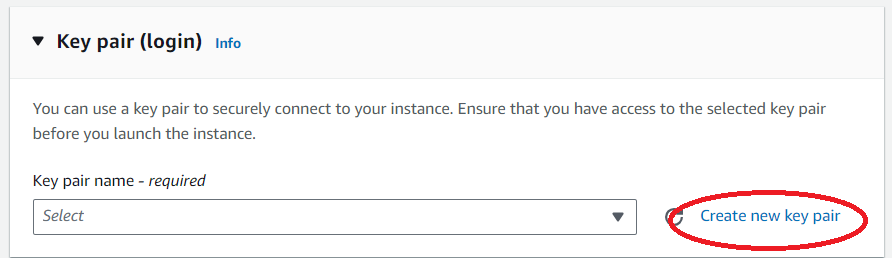 Key pair (login) Info
You can use a key pair to securely connect to your instance. Ensure that you have access to the selected key pair
before you launch the instance.
Key pair name - required
Select
Create new key pair